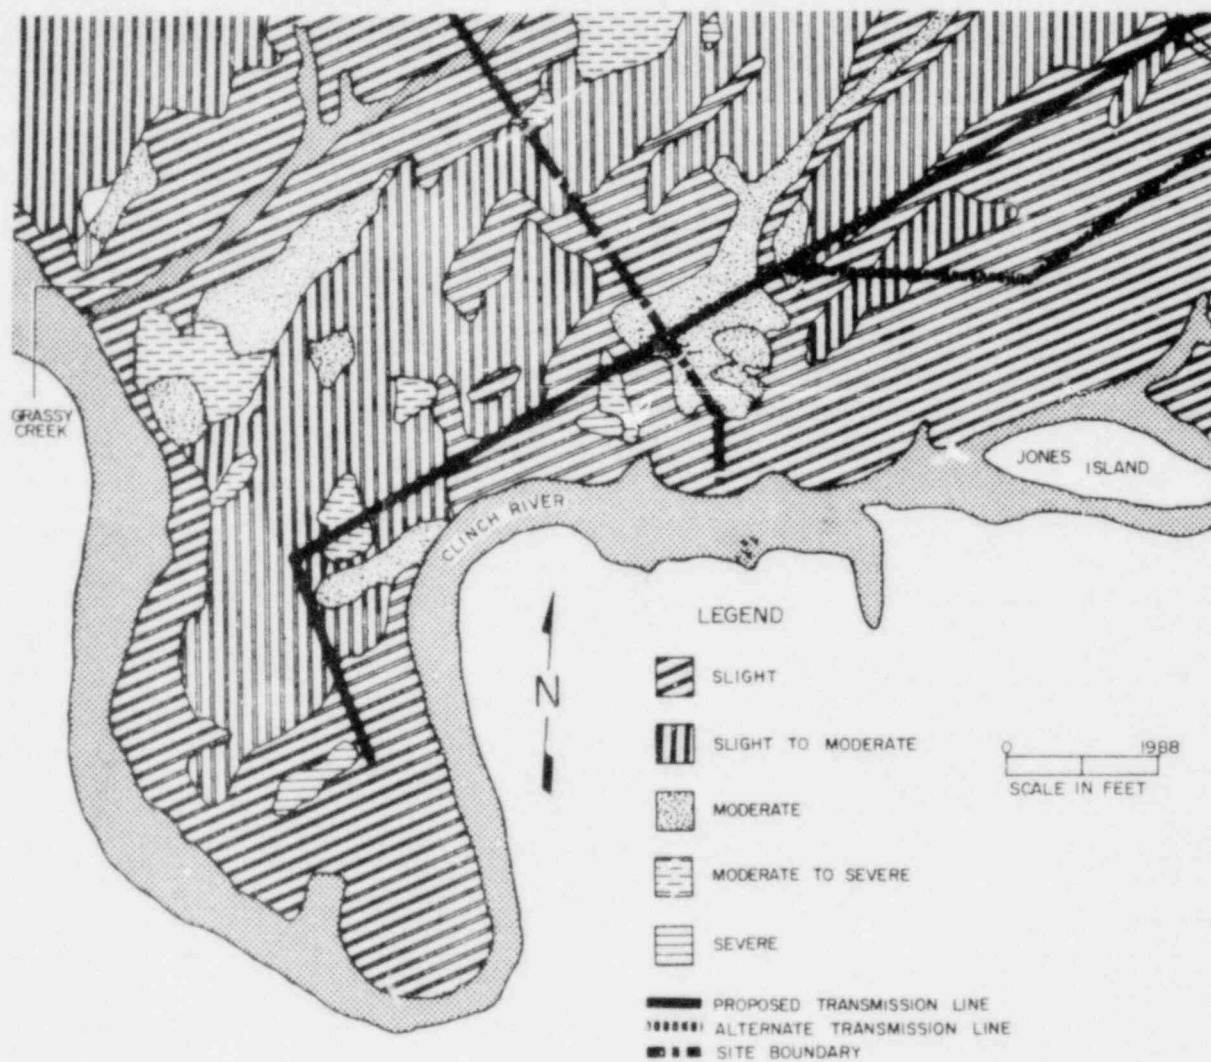 GRASSY
CREEK
JONES ISLAND
CLINCH RIVER
LEGEND
N
SLIGHT
SLIGHT TO MODERATE
0 1988
SCALE IN FEET
MODERATE
MODERATE TO SEVERE
SEVERE
PROPOSED TRANSMISSION LINE
ALTERNATE TRANSMISSION LINE
SITE BOUNDARY